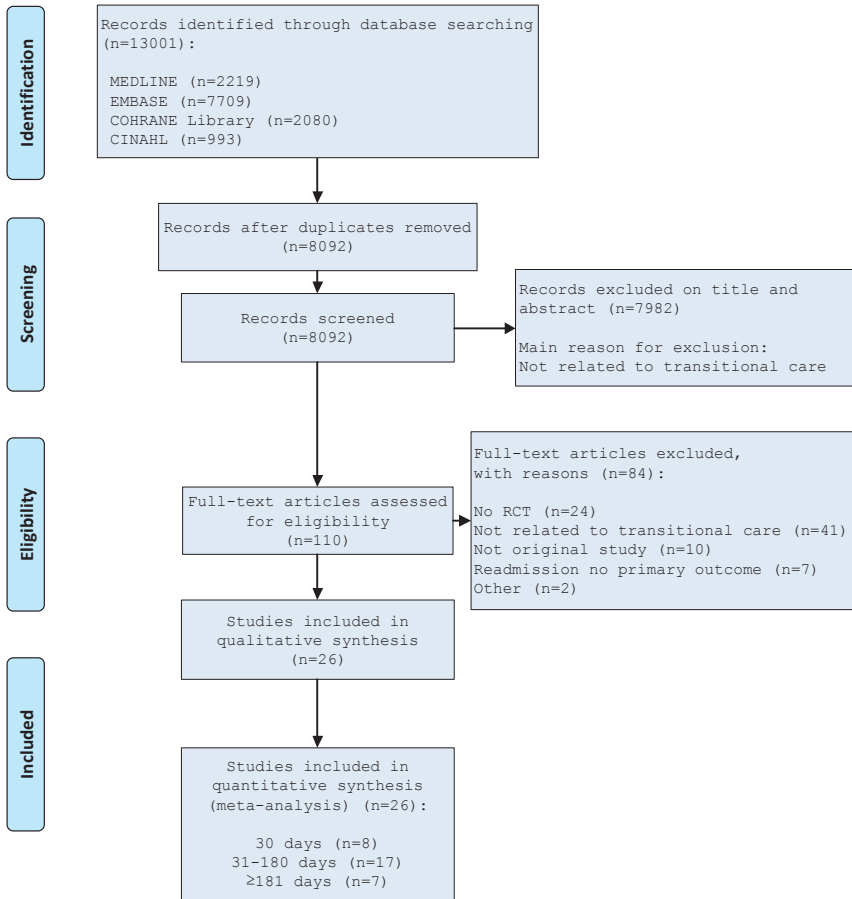 Identification
Records identified through database searching
(n=13001):
MEDLINE (n=2219)
EMBASE (n=7709)
COHRANE Library (n=2080)
CINAHL (n=993)
Screening
Records after duplicates removed
(n=8092)
Records screened
(n=8092)
Records excluded on title and
abstract (n=7982)
Main reason for exclusion:
Not related to transitional care
Eligibility
Full-text articles assessed
for eligibility
(n=110)
Full-text articles excluded,
with reasons (n=84):
No RCT (n=24)
Not related to transitional care (n=41)
Not original study (n=10)
Readmission no primary outcome (n=7)
Other (n=2)
Studies included in
qualitative synthesis
(n=26)
Included
Studies included in
quantitative synthesis
(meta-analysis) (n=26):
30 days (n=8)
31-180 days (n=17)
≥181 days (n=7)